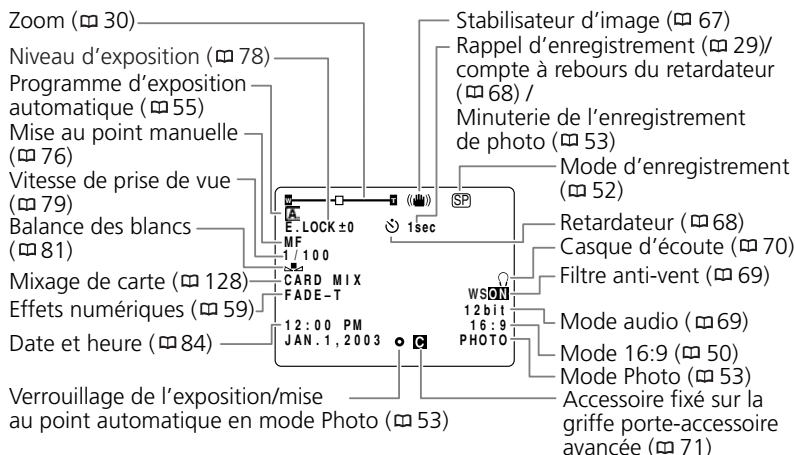 Zoom (30)
Niveau d'exposition (78)
Programme d'exposition
automatique (55)
Mise au point manuelle
(76)
Vitesse de prise de vue
(79)
Balance des blancs
(81)
Mixage de carte (128)
Effets numériques (59)
Date et heure (84)
Verrouillage de l'exposition/mise
au point automatique en mode Photo (53)
W T SP
A
E.LOCK±0 1sec
MF
1/100
CARD MIX
FADE-T
WSON
12bit
12:00 PM 16:9
JAN.1,2003 C PHOTO
Stabilisateur d'image (67)
Rappel d'enregistrement (29)/
compte à rebours du retardateur
(68) /
Minuterie de l'enregistrement
de photo (53)
Mode d'enregistrement
(52)
Retardateur (68)
Casque d'écoute (70)
Filtre anti-vent (69)
Mode audio (69)
Mode 16:9 (50)
Mode Photo (53)
Accessoire fixé sur la
griffe porte-accessoire
avancée (71)